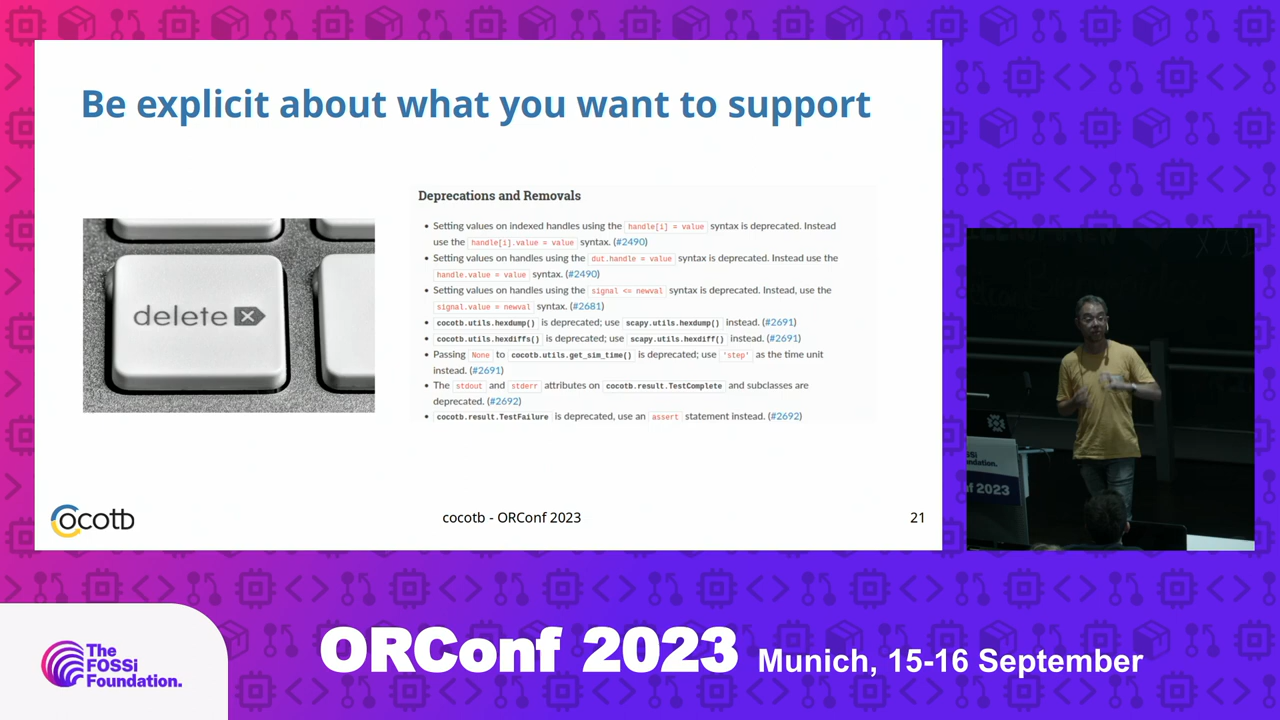 Be explicit about what you want to support
delete
Deprecations and Removals
• Setting values on indexed handles using the handle[i] = value syntax is deprecated. Instead
use the handle[i].value = value syntax. (#2490)
• Setting values on handles using the dut.handle = value syntax is deprecated. Instead use the
handle.value = value syntax. (#2490)
• Setting values on handles using the signal <= newval syntax is deprecated. Instead, use the
signal.value = newval syntax. (#2681)
• cocotb.utils.hexdump() is deprecated; use scapy.utils.hexdump() instead. (#2691)
• cocotb.utils.hexdiffs() is deprecated; use scapy.utils.hexdiff() instead. (#2691)
• Passing None to cocotb.utils.get_sim_time() is deprecated; use 'step' as the time unit
instead. (#2691)
• The stdout and stderr attributes on cocotb.result.TestComplete and subclasses are
deprecated. (#2692)
• cocotb.result.TestFailure is deprecated, use an assert statement instead. (#2692)
cocotb
cocotb - ORConf 2023
21
nf 2023
The
FOSSi
Foundation.
ORConf 2023 Munich, 15-16 September